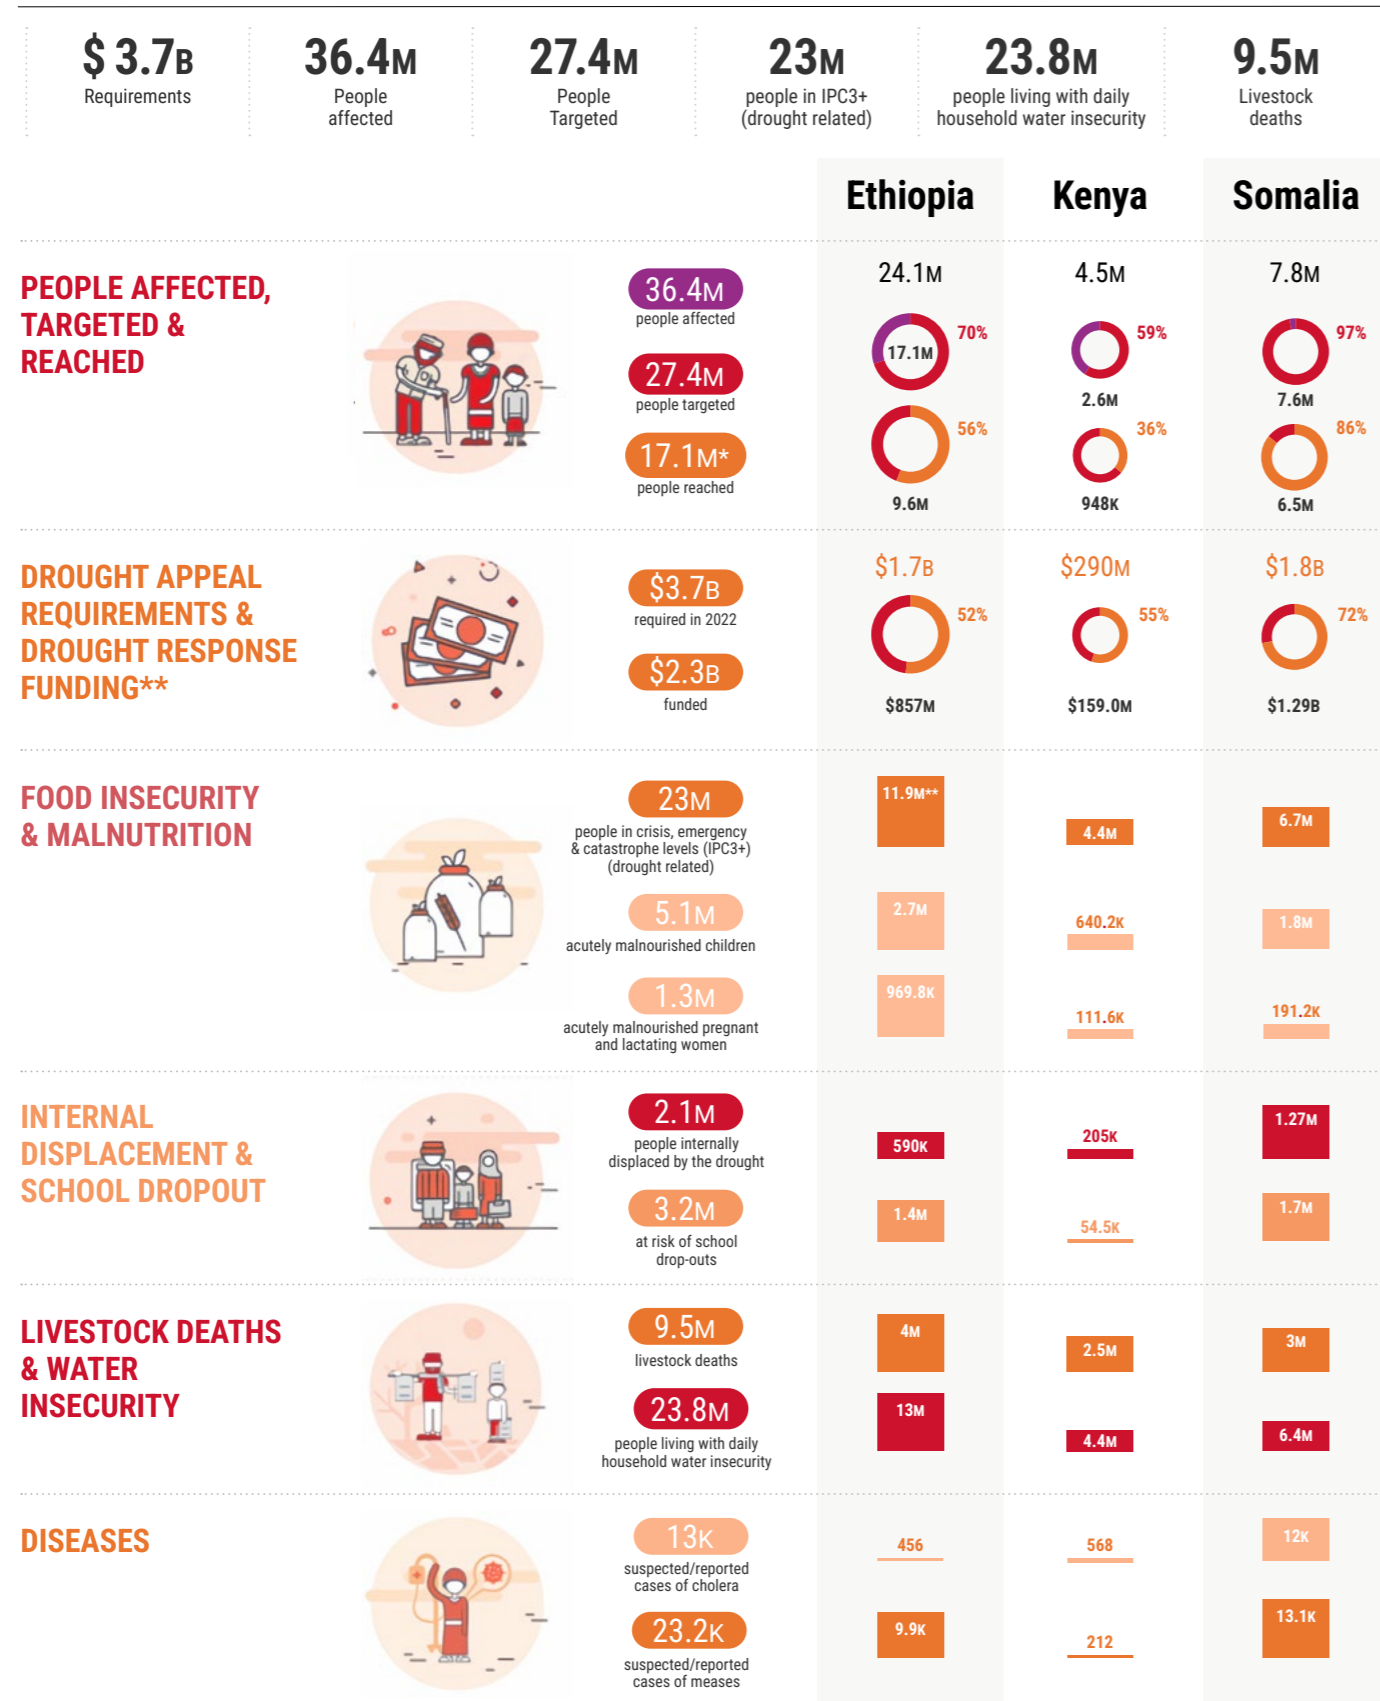 $ 3.7B
Requirements
36.4M
People
affected
27.4M
People
Targeted
23M
people in IPC3+
(drought related)
23.8M
people living with daily
household water insecurity
9.5M
Livestock
deaths
Ethiopia
Kenya
Somalia
PEOPLE AFFECTED,
TARGETED &
REACHED
36.4M
people affected
27.4M
people targeted
17.1M*
people reached
24.1M
17.1M
70%
56%
9.6M
4.5M
59%
2.6M
36%
948K
7.8M
97%
7.6M
86%
6.5M
DROUGHT APPEAL
REQUIREMENTS &
DROUGHT RESPONSE
FUNDING**
$3.7B
required in 2022
$2.3B
funded
$1.7B
52%
$857M
$290M
55%
$159.0M
$1.8B
72%
$1.29B
FOOD INSECURITY
& MALNUTRITION
23M
people in crisis, emergency
& catastrophe levels (IPC3+)
(drought related)
11.9M**
4.4M
6.7M
5.1M
acutely malnourished children
2.7M
640.2K
1.8M
1.3M
acutely malnourished pregnant
and lactating women
969.8K
111.6K
191.2K
INTERNAL
DISPLACEMENT &
SCHOOL DROPOUT
2.1M
people internally
displaced by the drought
590K
205K
1.27M
3.2M
at risk of school
drop-outs
1.4M
54.5K
1.7M
LIVESTOCK DEATHS
& WATER
INSECURITY
9.5M
livestock deaths
4M
2.5M
3M
23.8M
people living with daily
household water insecurity
13M
4.4M
6.4M
DISEASES
13K
suspected/reported
cases of cholera
456
568
12K
23.2K
suspected/reported
cases of meases
9.9K
212
13.1K